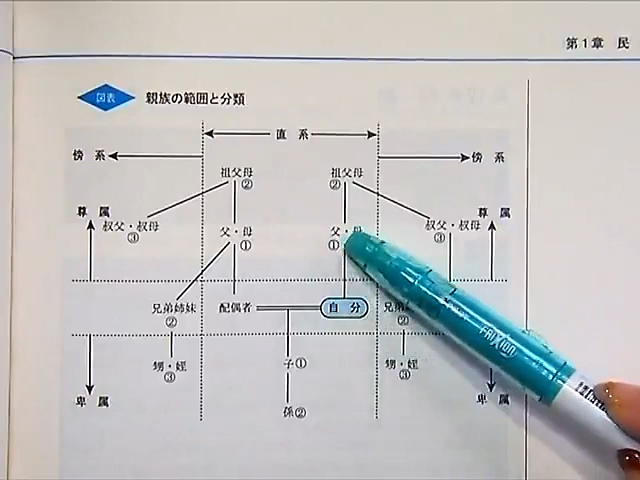 第1章 民
図表 親族の範囲と分類
直系
傍系 傍系
祖父母 祖父母
② ②
尊属 尊属
叔父・叔母 父・母 父・母 叔父・叔母
③ ① ① ③
兄弟姉妹 配偶者 自分 兄弟
② FRIXION
甥・姪 子① 甥・姪
③ ③
卑属 孫② 卑属